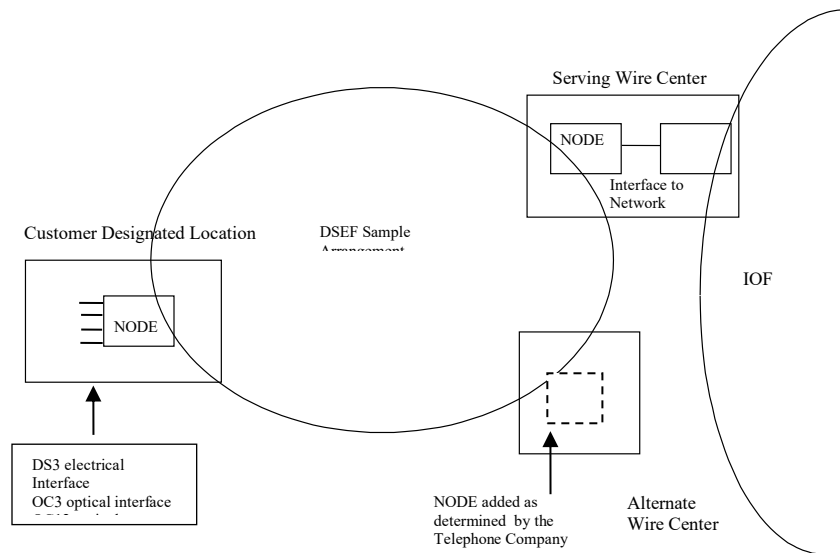 Serving Wire Center
NODE
Interface to
Network
DSEF Sample
Customer Designated Location
IOF
NODE
DS3 electrical
Interface
OC3 optical interface
NODE added as
determined by the
Telephone Company
Alternate
Wire Center